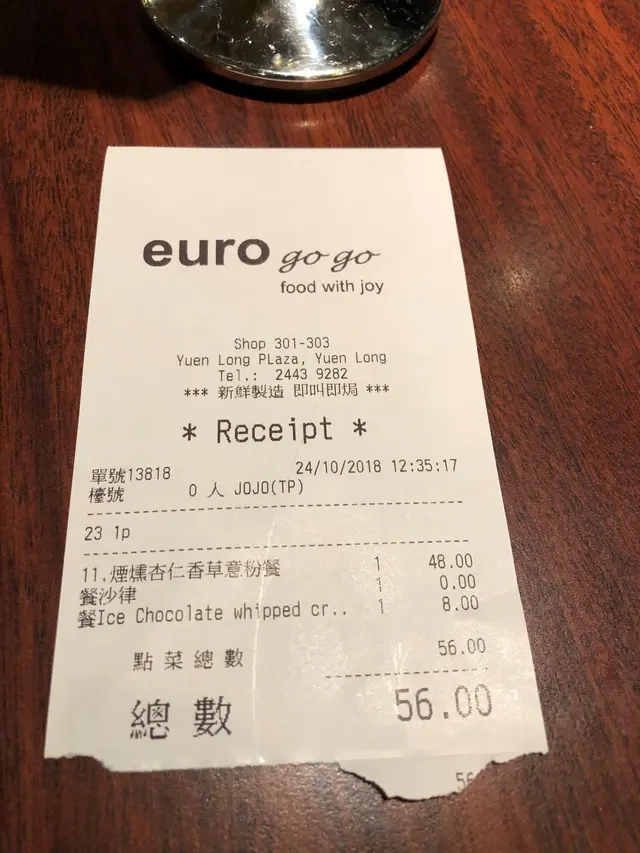 euro go go
food with joy
Shop 301-303
Yuen Long PLaza, Yuen Long
Tel.: 2443 9282
*** 新鮮製造 即叫即焗 ***
* Receipt *
單號13818 24/10/2018 12:35:17
檯號 0 人 JOJO(TP)
23 1p
11.煙燻杏仁香草意粉餐 1 48.00
餐沙律 1 0.00
餐Ice Chocolate whipped cr.. 1 8.00
點菜總數 56.00
總數 56.00
56